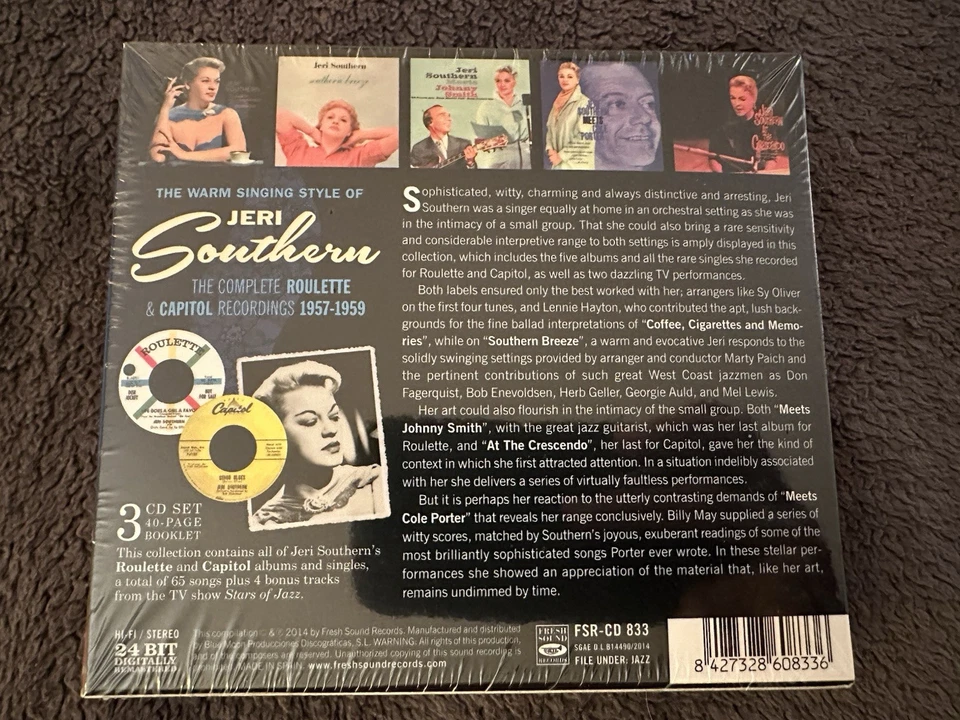 Jeri Southern
southern breeze
Jeri
Southern
Meets
Johnny
Smith
MEETS
PORTER
Jeri
Southern
At The
Crescendo
THE WARM SINGING STYLE OF
JERI
Southern
THE COMPLETE ROULETTE
& CAPITOL RECORDINGS 1957-1959
ROULETTE
NOT
FOR SALE
JERI SOUTHERN
Capitol
JERI SOUTHERN
3 CD SET
40-PAGE
BOOKLET
This collection contains all of Jeri Southern's
Roulette and Capitol albums and singles,
a total of 65 songs plus 4 bonus tracks
from the TV show Stars of Jazz.
Sophisticated, witty, charming and always distinctive and arresting, Jeri
Southern was a singer equally at home in an orchestral setting as she was
in the intimacy of a small group. That she could also bring a rare sensitivity
and considerable interpretive range to both settings is amply displayed in this
collection, which includes the five albums and all the rare singles she recorded
for Roulette and Capitol, as well as two dazzling TV performances.
Both labels ensured only the best worked with her; arrangers like Sy Oliver
on the first four tunes, and Lennie Hayton, who contributed the apt, lush back-
grounds for the fine ballad interpretations of "Coffee, Cigarettes and Memo-
ries", while on "Southern Breeze", a warm and evocative Jeri responds to the
solidly swinging settings provided by arranger and conductor Marty Paich and
the pertinent contributions of such great West Coast jazzmen as Don
Fagerquist, Bob Enevoldsen, Herb Geller, Georgie Auld, and Mel Lewis.
Her art could also flourish in the intimacy of the small group. Both "Meets
Johnny Smith", with the great jazz guitarist, which was her last album for
Roulette, and "At The Crescendo", her last for Capitol, gave her the kind of
context in which she first attracted attention. In a situation indelibly associated
with her she delivers a series of virtually faultless performances.
But it is perhaps her reaction to the utterly contrasting demands of "Meets
Cole Porter" that reveals her range conclusively. Billy May supplied a series of
witty scores, matched by Southern's joyous, exuberant readings of some of the
most brilliantly sophisticated songs Porter ever wrote. In these stellar per-
formances she showed an appreciation of the material that, like her art,
remains undimmed by time.
HI-FI / STEREO
24 BIT
DIGITALLY
REMASTERED
This compilation © & ℗ 2014 by Fresh Sound Records. Manufactured and distributed
by Blue Moon Producciones Discograficas, S.L. WARNING: All rights of this production,
and of the composers are reserved. Unauthorized copying of this sound recording is
prohibited. MADE IN SPAIN. www.freshsoundrecords.com
FRESH
SOUND
RECORDS
FSR-CD 833
SGAE D.L B14490/2014
FILE UNDER: JAZZ
8 427328 608336